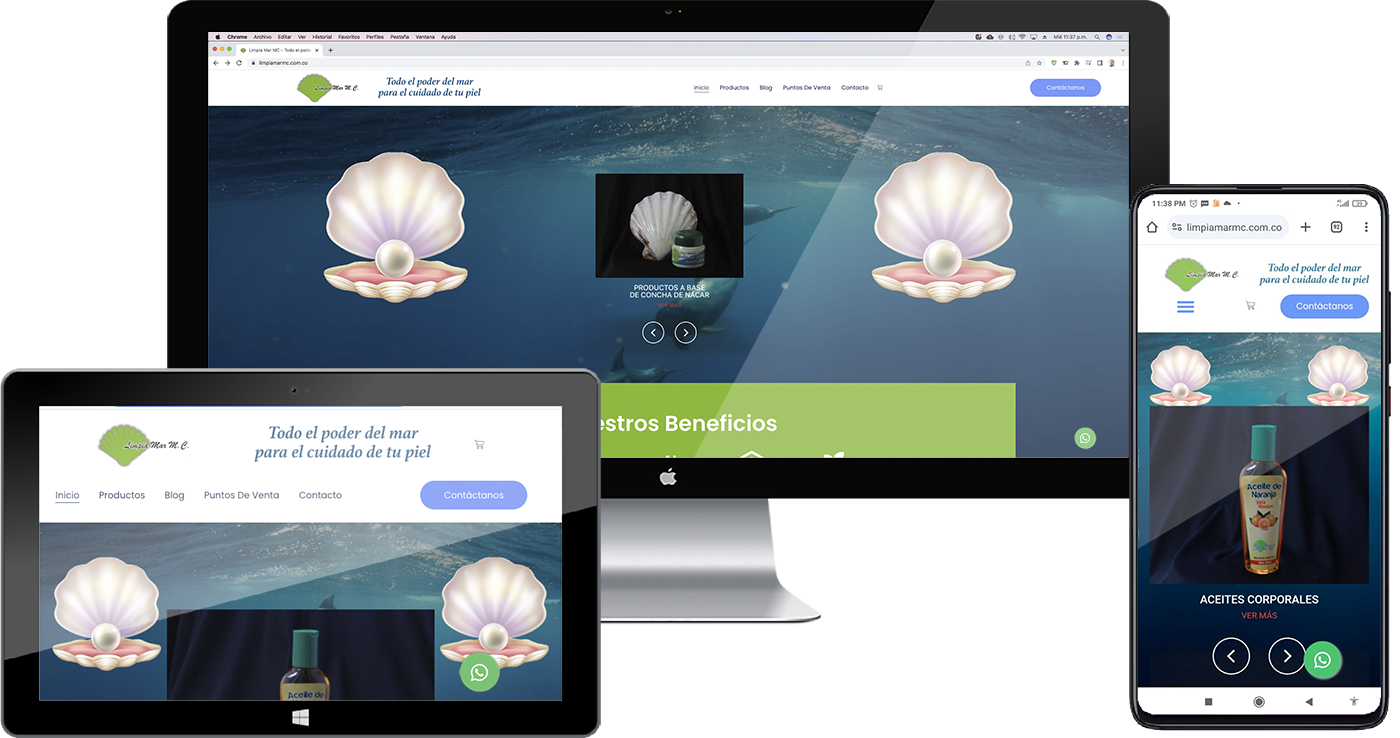 Chrome Archivo Editar Ver Historial Favoritos Perfiles Pestaña Ventana Ayuda
Mié 11:37 p.m.
Limpia Mar MC – Todo el pode
limpiamarmc.com.co
Limpia Mar M.C.
Todo el poder del mar
para el cuidado de tu piel
Inicio Productos Blog Puntos De Venta Contacto
Contáctanos
PRODUCTOS A BASE
DE CONCHA DE NÁCAR
VER MÁS
estros Beneficios
Limpia Mar M.C.
Todo el poder del mar
para el cuidado de tu piel
Inicio Productos Blog Puntos De Venta Contacto
Contáctanos
Aceite de
11:38 PM
limpiamarmc.com.co
92
Limpia Mar M.C.
Todo el poder del mar
para el cuidado de tu piel
Contáctanos
Aceite de
Naranja
ACEITES CORPORALES
VER MÁS